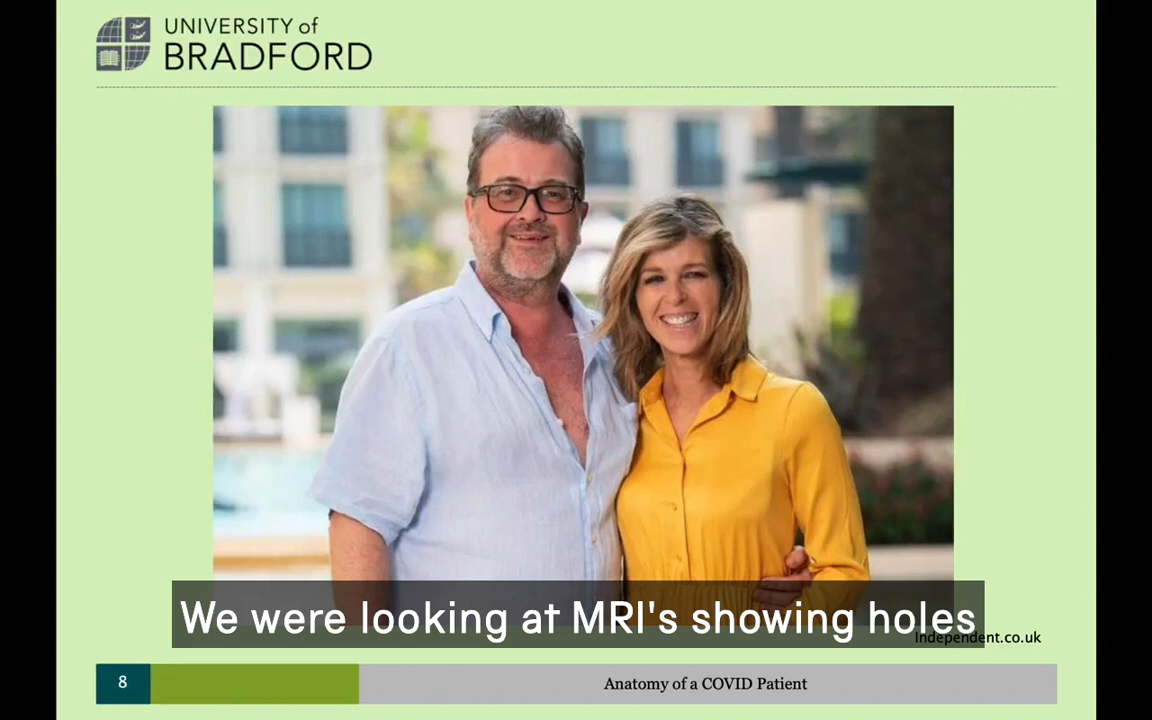 UNIVERSITY of
BRADFORD
We were looking at MRI's showing holes
Independent.co.uk
8
Anatomy of a COVID Patient